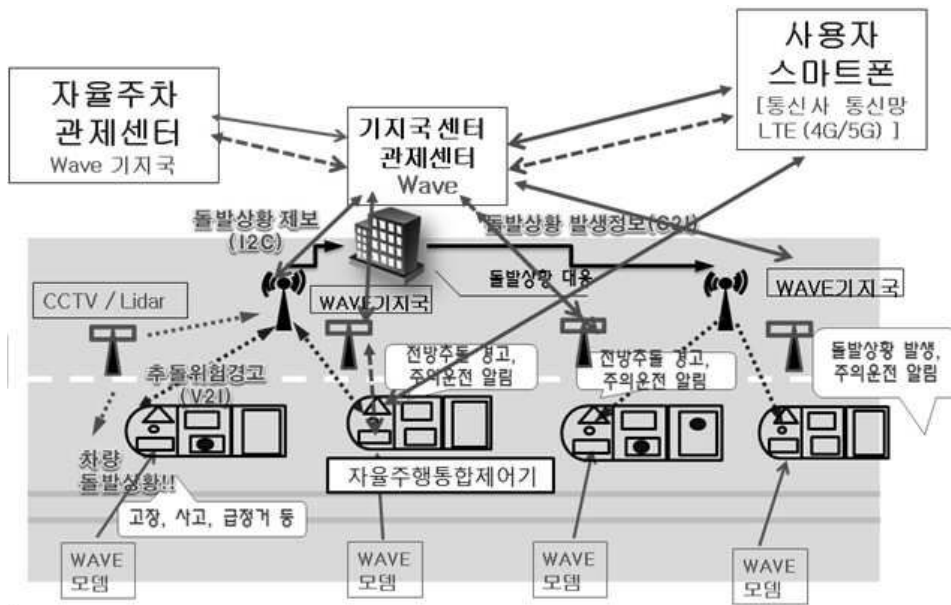 자율주차
관제센터
Wave 기지국
기지국센터
관제센터
Wave
사용자
스마트폰
[통신사 통신망
LTE(4G/5G) ]
돌발상황 제보
(I2C)
돌발상황 발생정보(C2I)
돌발상황 대응
CCTV / Lidar
WAVE기지국
WAVE기지국
전방추돌 경고,
주의운전 알림
전방추돌 경고,
주의운전 알림
돌발상황 발생,
주의운전 알림
추돌위험경고
(V2I)
차량
돌발상황!!
고장, 사고, 급정거 등
자율주행통합제어기
WAVE
모뎀
WAVE
모뎀
WAVE
모뎀
WAVE
모뎀